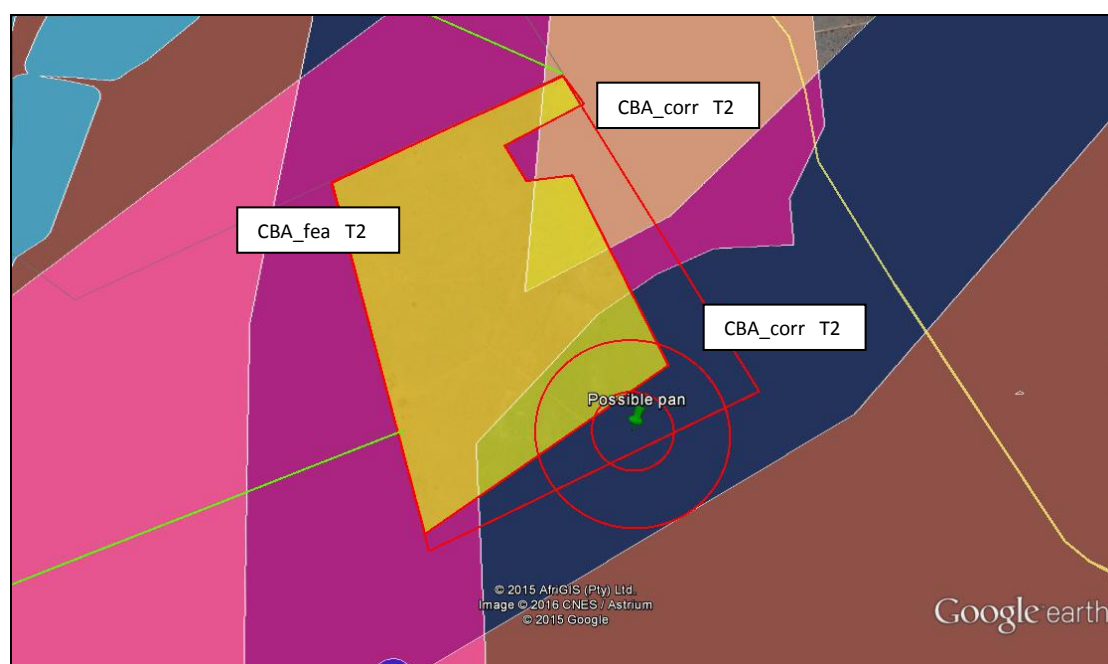 CBA_corr T2
CBA_fea T2
CBA_corr T2
Possible pan
© 2015 AfriGIS (Pty) Ltd.
Image © 2016 CNES / Astrium
© 2015 Google
Google earth